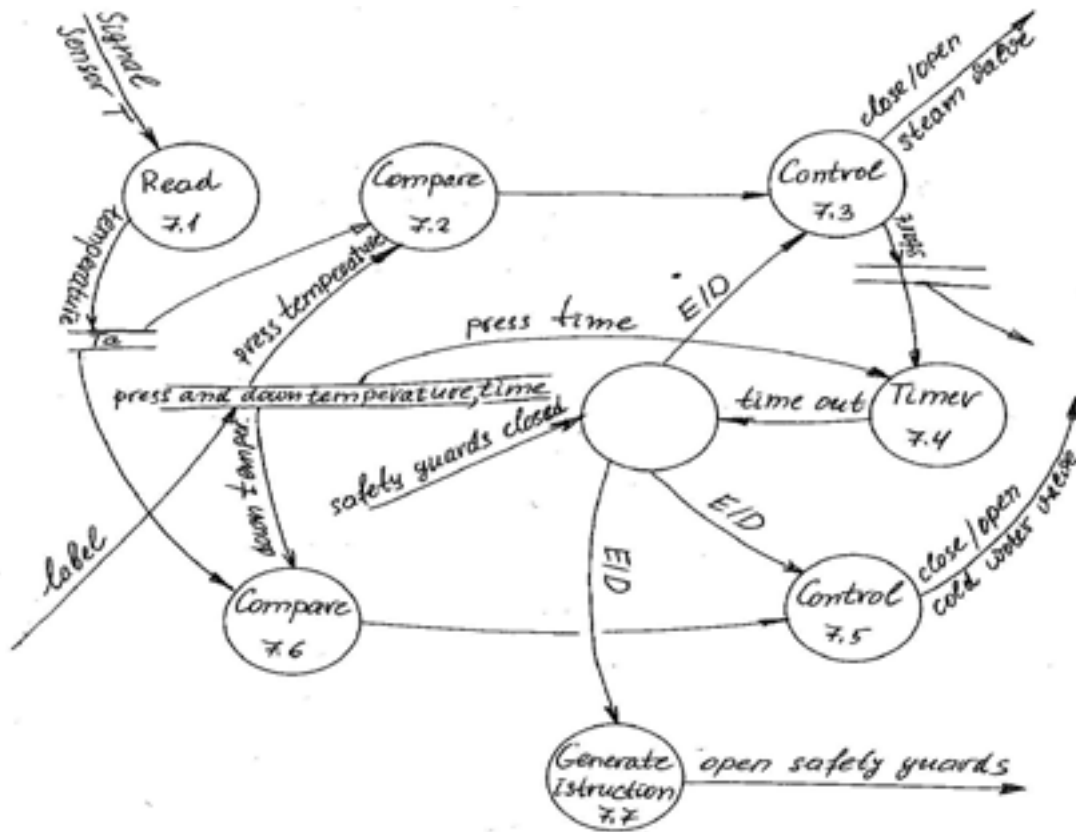 Signal
Sensor T
Read
7.1
temperature
Ta
Compare
7.2
press tempreature
Control
7.3
close/open
steam valve
start
E/D
press time
press and down temperature, time
safety guards closed
time out
Timer
7.4
down temper.
label
Compare
7.6
E/D
E/D
Control
7.5
close/open
cold water valve
Generate
Istruction
7.7
open safety guards